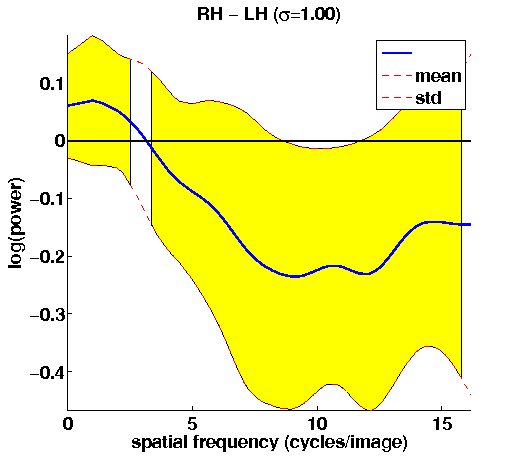 RH − LH (σ=1.00)
mean
std
0.1
0
−0.1
−0.2
−0.3
−0.4
log(power)
0 5 10 15
spatial frequency (cycles/image)